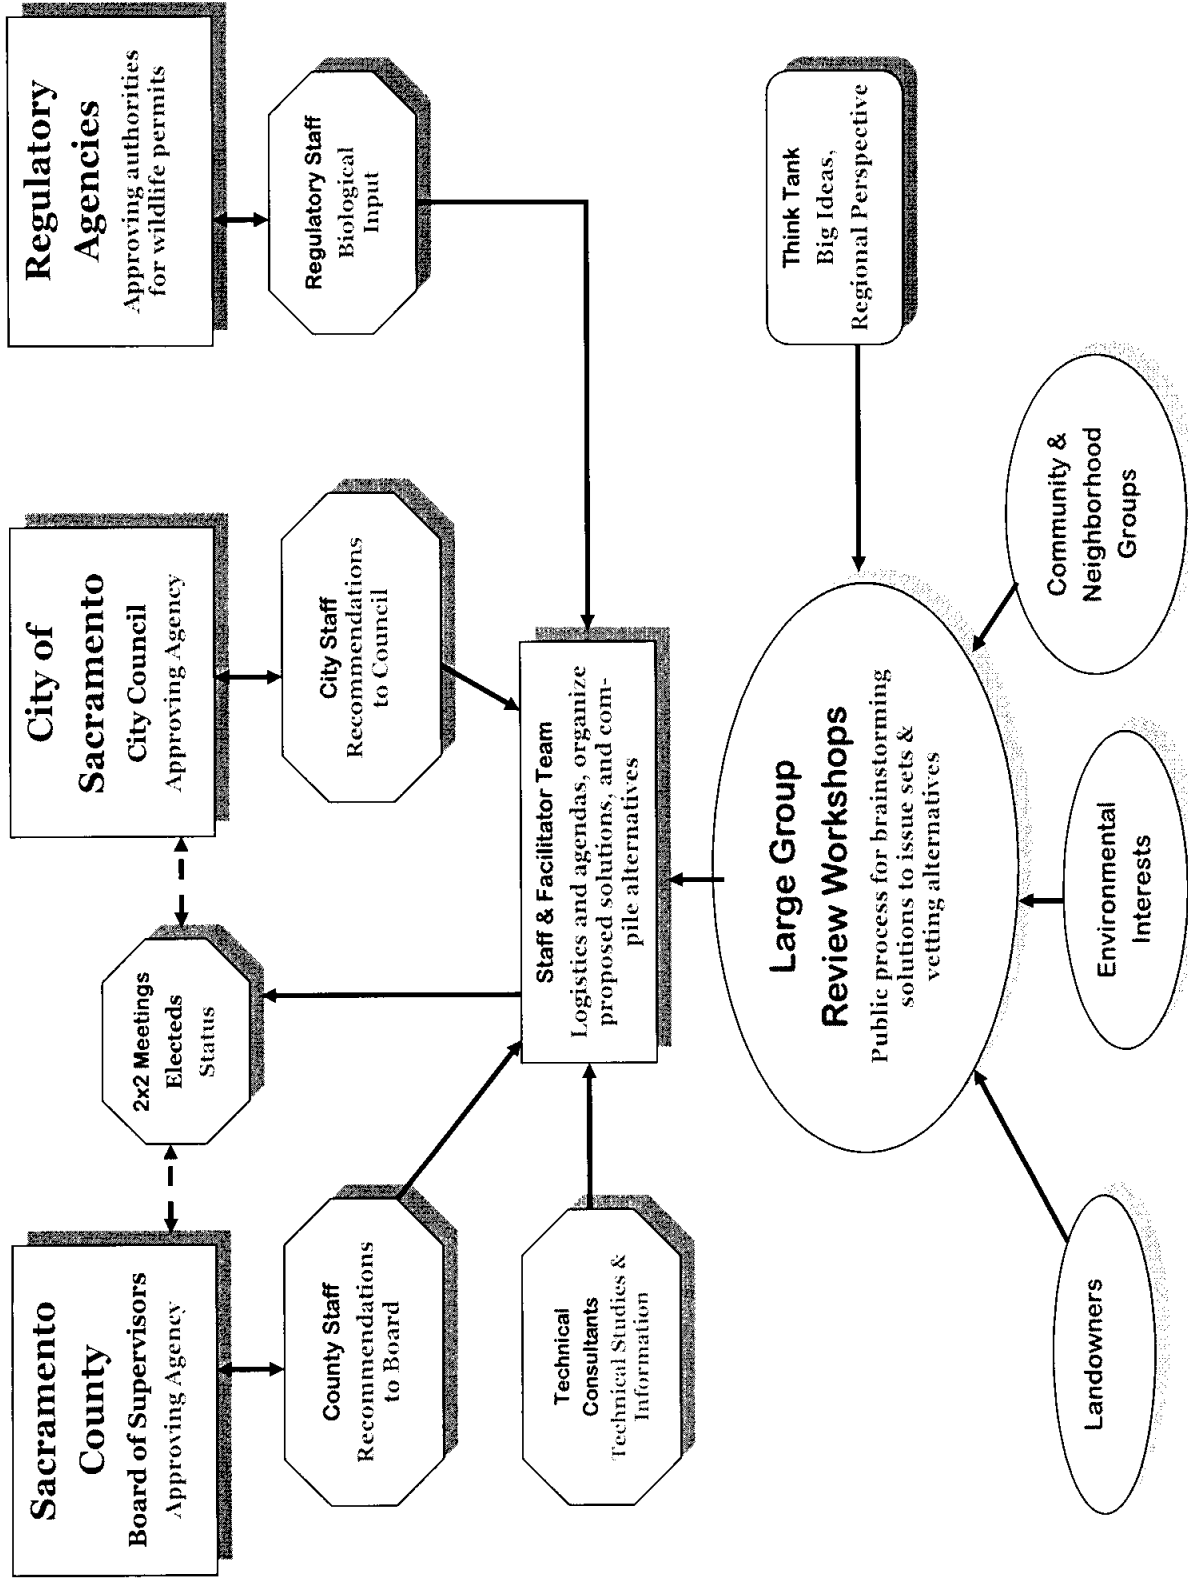 Sacramento
County
Board of Supervisors
Approving Agency
2x2 Meetings
Electeds
Status
City of
Sacramento
City Council
Approving Agency
Regulatory
Agencies
Approving authorities
for wildlife permits
County Staff
Recommendations
to Board
City Staff
Recommendations
to Council
Regulatory Staff
Biological
Input
Technical
Consultants
Technical Studies &
Information
Staff & Facilitator Team
Logistics and agendas, organize
proposed solutions, and com-
pile alternatives
Large Group
Review Workshops
Public process for brainstorming
solutions to issue sets &
vetting alternatives
Think Tank
Big Ideas,
Regional Perspective
Landowners
Environmental
Interests
Community &
Neighborhood
Groups